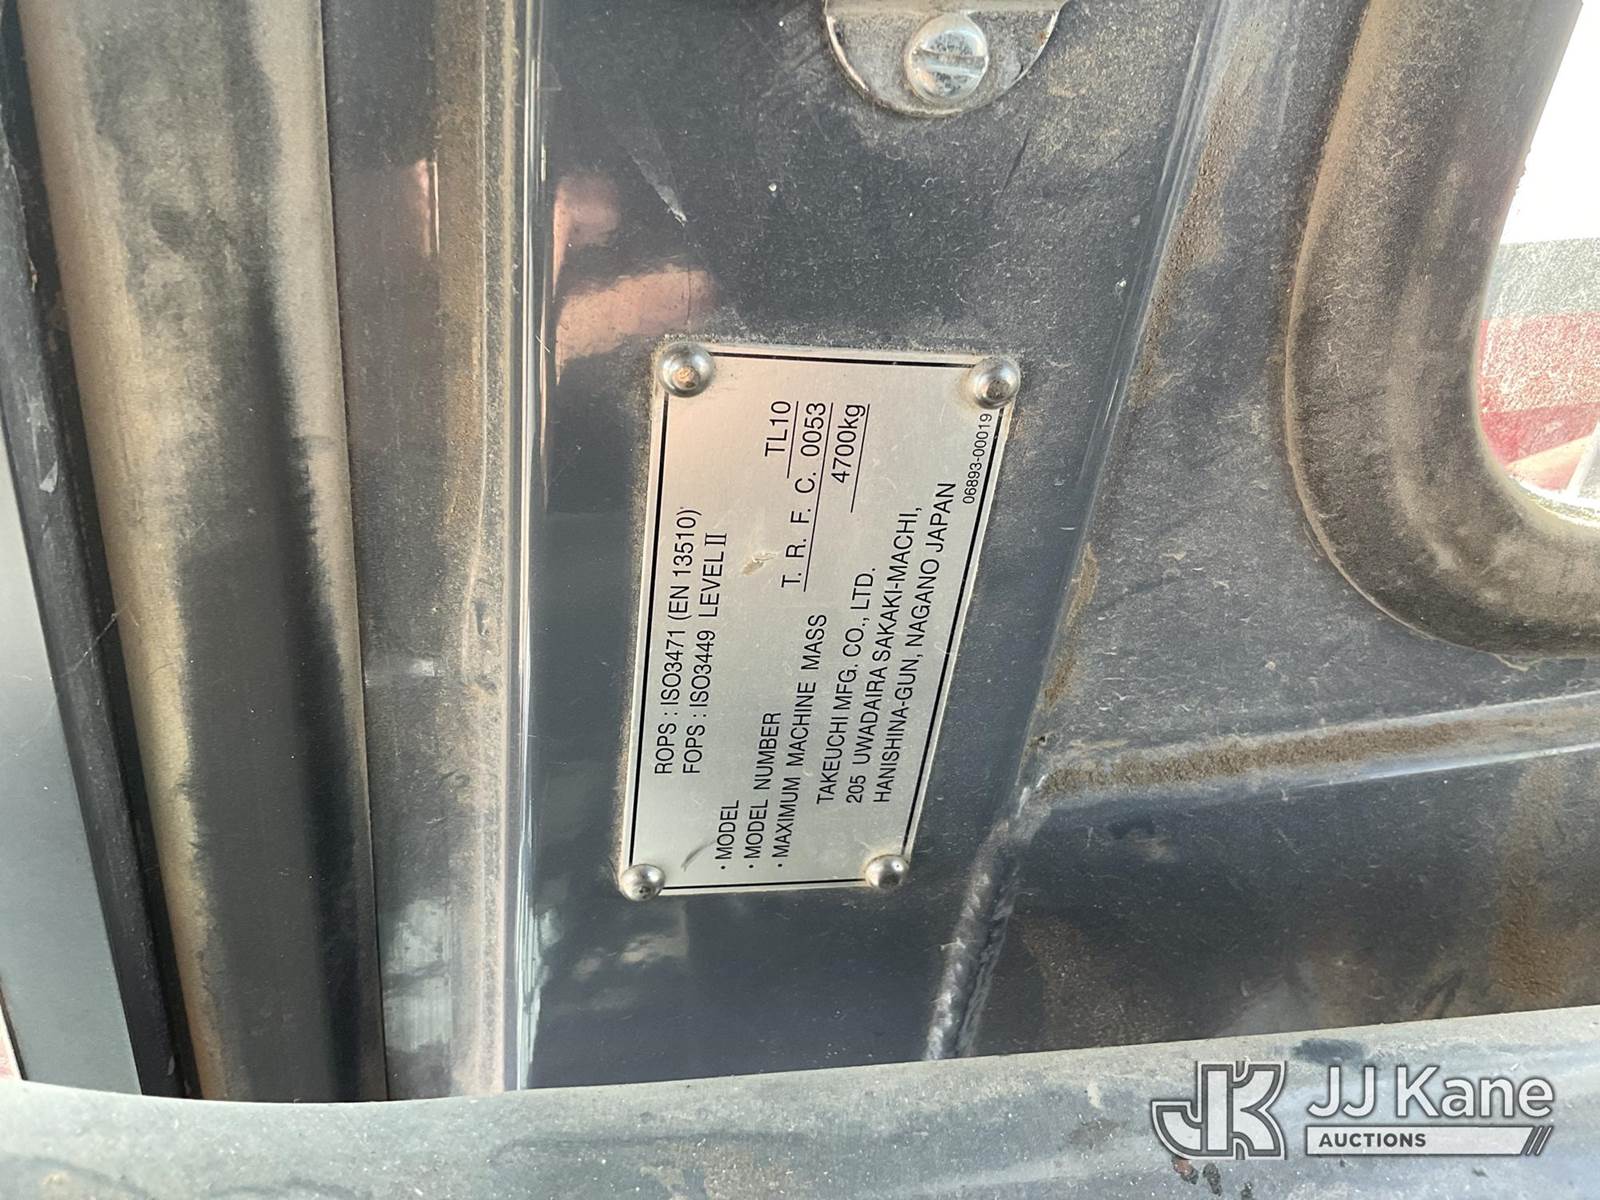 ROPS : ISO3471 (EN 13510)
FOPS : ISO3449 LEVEL II
· MODEL TL10
· MODEL NUMBER T. R. F. C. 0053
· MAXIMUM MACHINE MASS 4700kg
TAKEUCHI MFG. CO., LTD.
205 UWADAIRA SAKAKI-MACHI,
HANISHINA-GUN, NAGANO JAPAN
06893-00019
JK JJ Kane
AUCTIONS